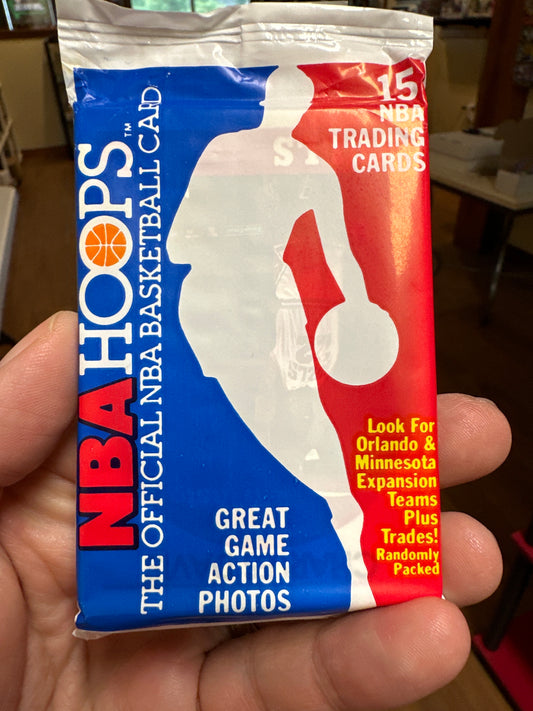 NBA HOOPS™
THE OFFICIAL NBA BASKETBALL CARD
15
NBA
TRADING
CARDS
Look For
Orlando &
Minnesota
Expansion
Teams
Plus
Trades!
Randomly
Packed
GREAT
GAME
ACTION
PHOTOS